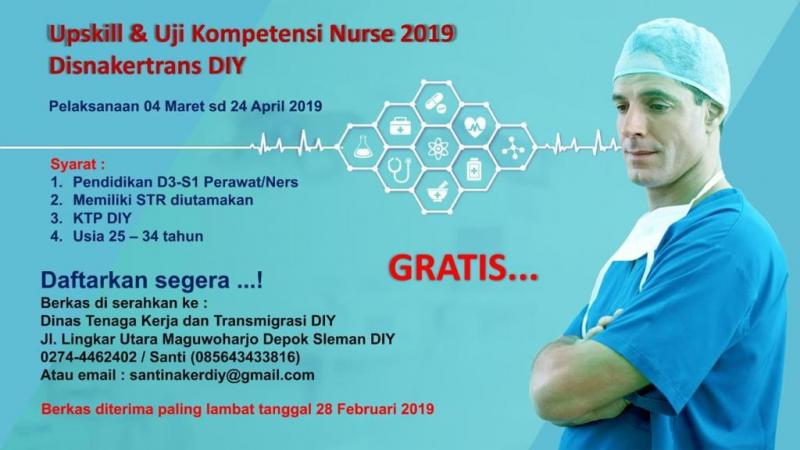 Upskill & Uji Kompetensi Nurse 2019
Disnakertrans DIY
Pelaksanaan 04 Maret sd 24 April 2019
Syarat :
1. Pendidikan D3-S1 Perawat/Ners
2. Memiliki STR diutamakan
3. KTP DIY
4. Usia 25 – 34 tahun
GRATIS...
Daftarkan segera ...!
Berkas di serahkan ke :
Dinas Tenaga Kerja dan Transmigrasi DIY
Jl. Lingkar Utara Maguwoharjo Depok Sleman DIY
0274-4462402 / Santi (085643433816)
Atau email : santinakerdiy@gmail.com
Berkas diterima paling lambat tanggal 28 Februari 2019